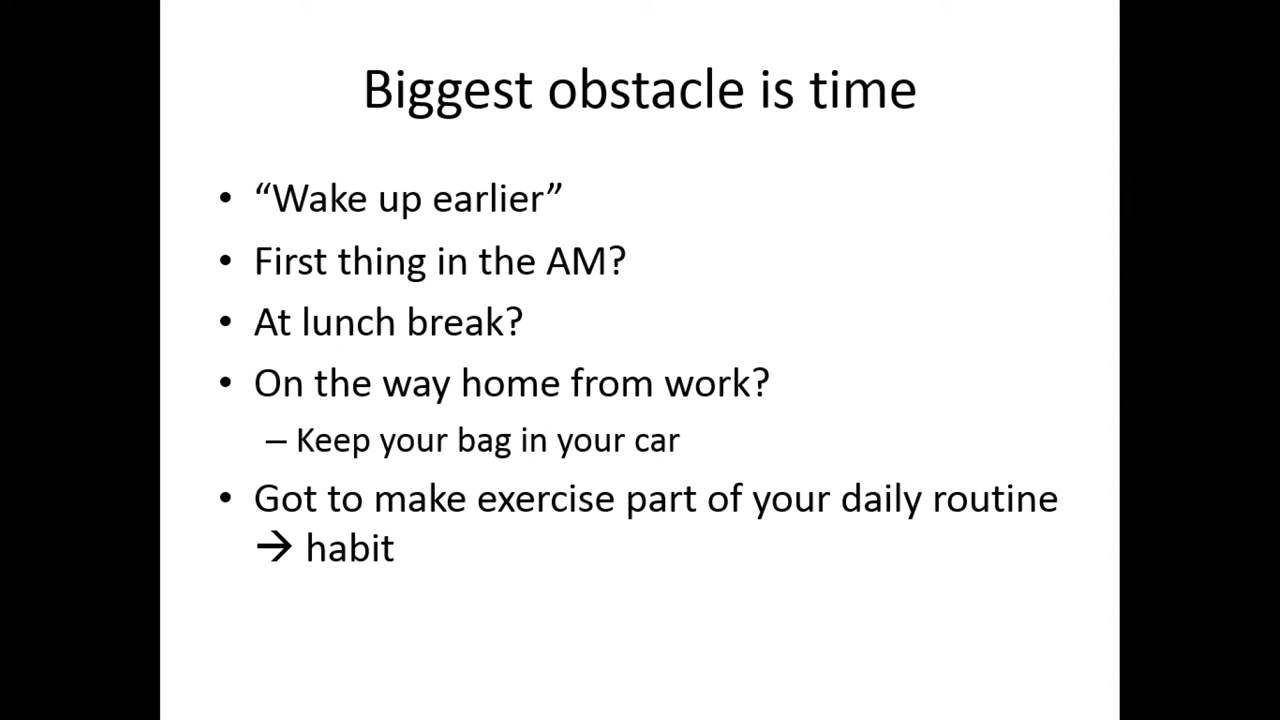 Biggest obstacle is time
• “Wake up earlier”
• First thing in the AM?
• At lunch break?
• On the way home from work?
– Keep your bag in your car
• Got to make exercise part of your daily routine
→ habit